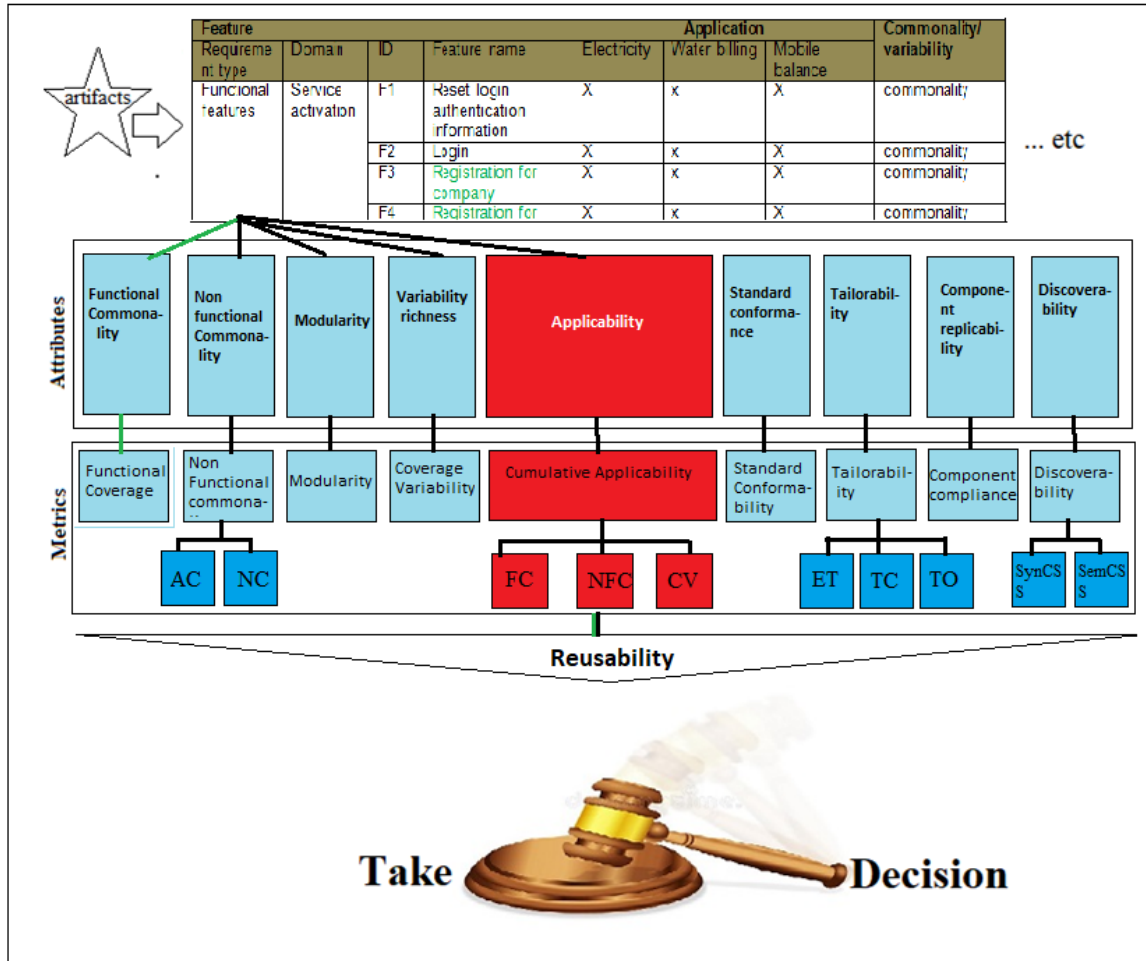 artifacts
Feature Application Commonality/
Requireme Domain ID Feature name Electricity Water billing Mobile variability
nt type balance
Functional Service F1 Reset login X x X commonality
features activation authentication
information
F2 Login X x X commonality
F3 Registration for X x X commonality
company
F4 Registration for X x X commonality
... etc
Attributes
Functional
Commona-
lity
Non
functional
Commona-
lity
Modularity
Variability
richness
Applicability
Standard
conforma-
nce
Tailorabil-
ity
Compone-
nt
replicability
Discovera-
bility
Metrics
Functional
Coverage
Non
Functional
commona-
Modularity
Coverage
Variability
Cumulative Applicability
Standard
Conforma-
bility
Tailorabil-
ity
Component
compliance
Discovera-
bility
AC NC FC NFC CV ET TC TO
SynCS
S
SemCS
S
Reusability
Take Decision